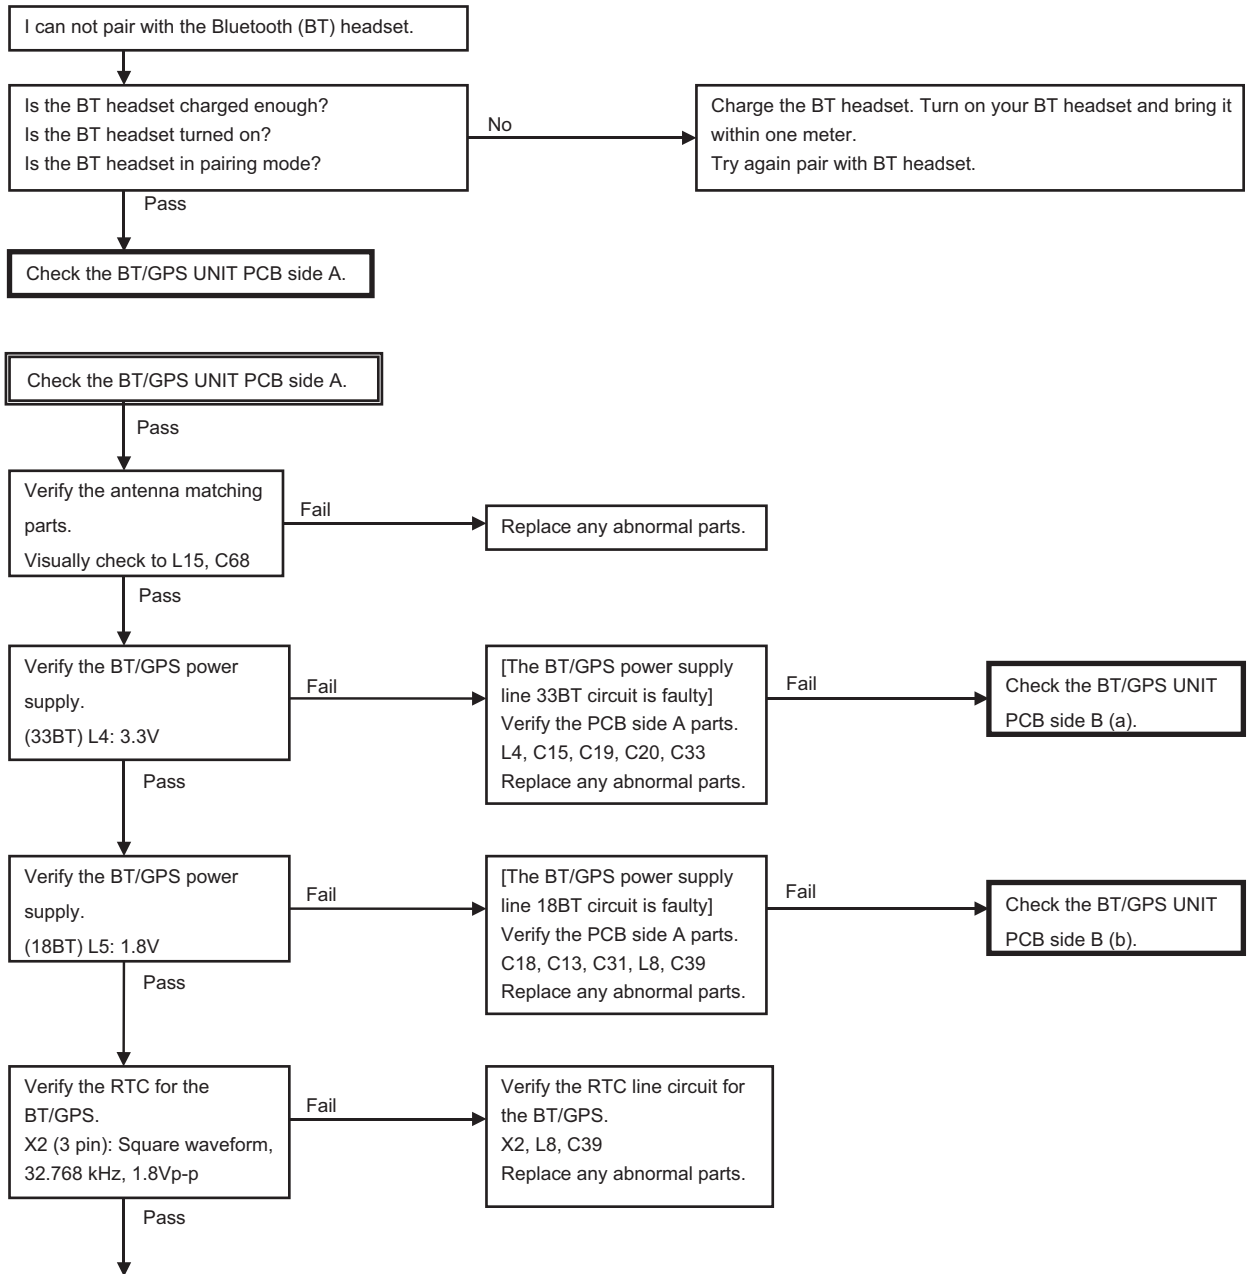 I can not pair with the Bluetooth (BT) headset.
Is the BT headset charged enough?
Is the BT headset turned on?
Is the BT headset in pairing mode?
No
Charge the BT headset. Turn on your BT headset and bring it
within one meter.
Try again pair with BT headset.
Pass
Check the BT/GPS UNIT PCB side A.
Check the BT/GPS UNIT PCB side A.
Pass
Verify the antenna matching
parts.
Visually check to L15, C68
Fail
Replace any abnormal parts.
Pass
Verify the BT/GPS power
supply.
(33BT) L4: 3.3V
Fail
[The BT/GPS power supply
line 33BT circuit is faulty]
Verify the PCB side A parts.
L4, C15, C19, C20, C33
Replace any abnormal parts.
Fail
Check the BT/GPS UNIT
PCB side B (a).
Pass
Verify the BT/GPS power
supply.
(18BT) L5: 1.8V
Fail
[The BT/GPS power supply
line 18BT circuit is faulty]
Verify the PCB side A parts.
C18, C13, C31, L8, C39
Replace any abnormal parts.
Fail
Check the BT/GPS UNIT
PCB side B (b).
Pass
Verify the RTC for the
BT/GPS.
X2 (3 pin): Square waveform,
32.768 kHz, 1.8Vp-p
Fail
Verify the RTC line circuit for
the BT/GPS.
X2, L8, C39
Replace any abnormal parts.
Pass